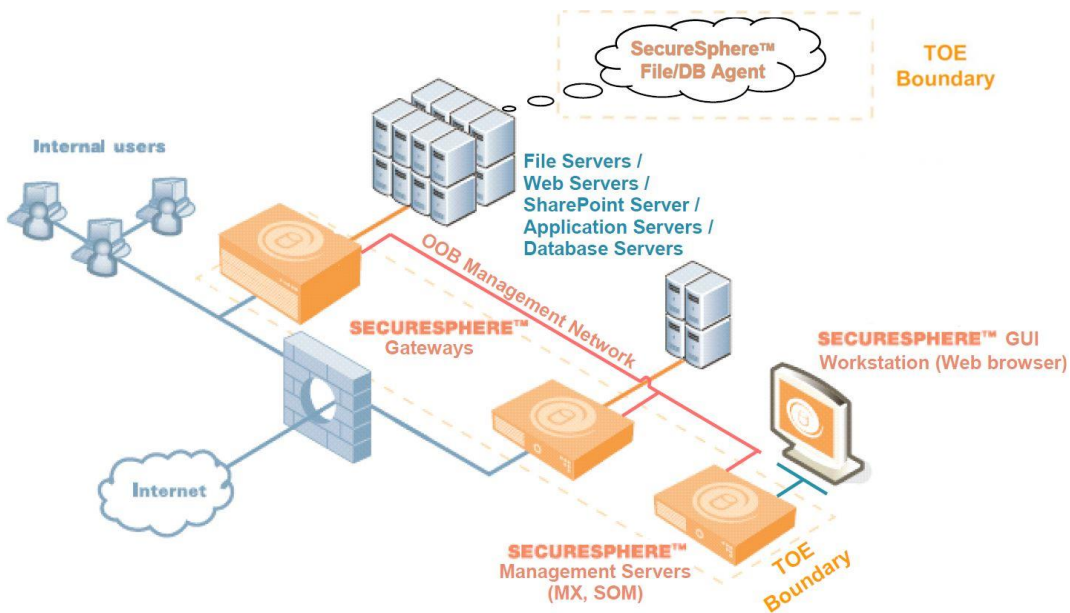 SecureSphere™
File/DB Agent
TOE
Boundary
Internal users
File Servers /
Web Servers /
SharePoint Server /
Application Servers /
Database Servers
OOB Management Network
SECURESPHERE™
Gateways
SECURESPHERE™ GUI
Workstation (Web browser)
Internet
SECURESPHERE™
Management Servers
(MX, SOM)
TOE
Boundary